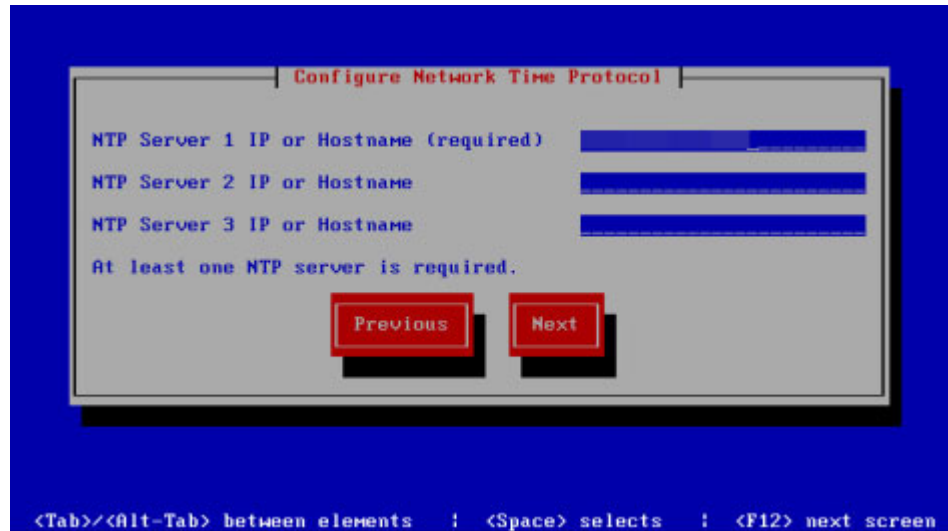 Configure Network Time Protocol
NTP Server 1 IP or Hostname (required)
NTP Server 2 IP or Hostname
NTP Server 3 IP or Hostname
At least one NTP server is required.
Previous Next
<Tab>/<Alt-Tab> between elements ¦ <Space> selects ¦ <F12> next screen